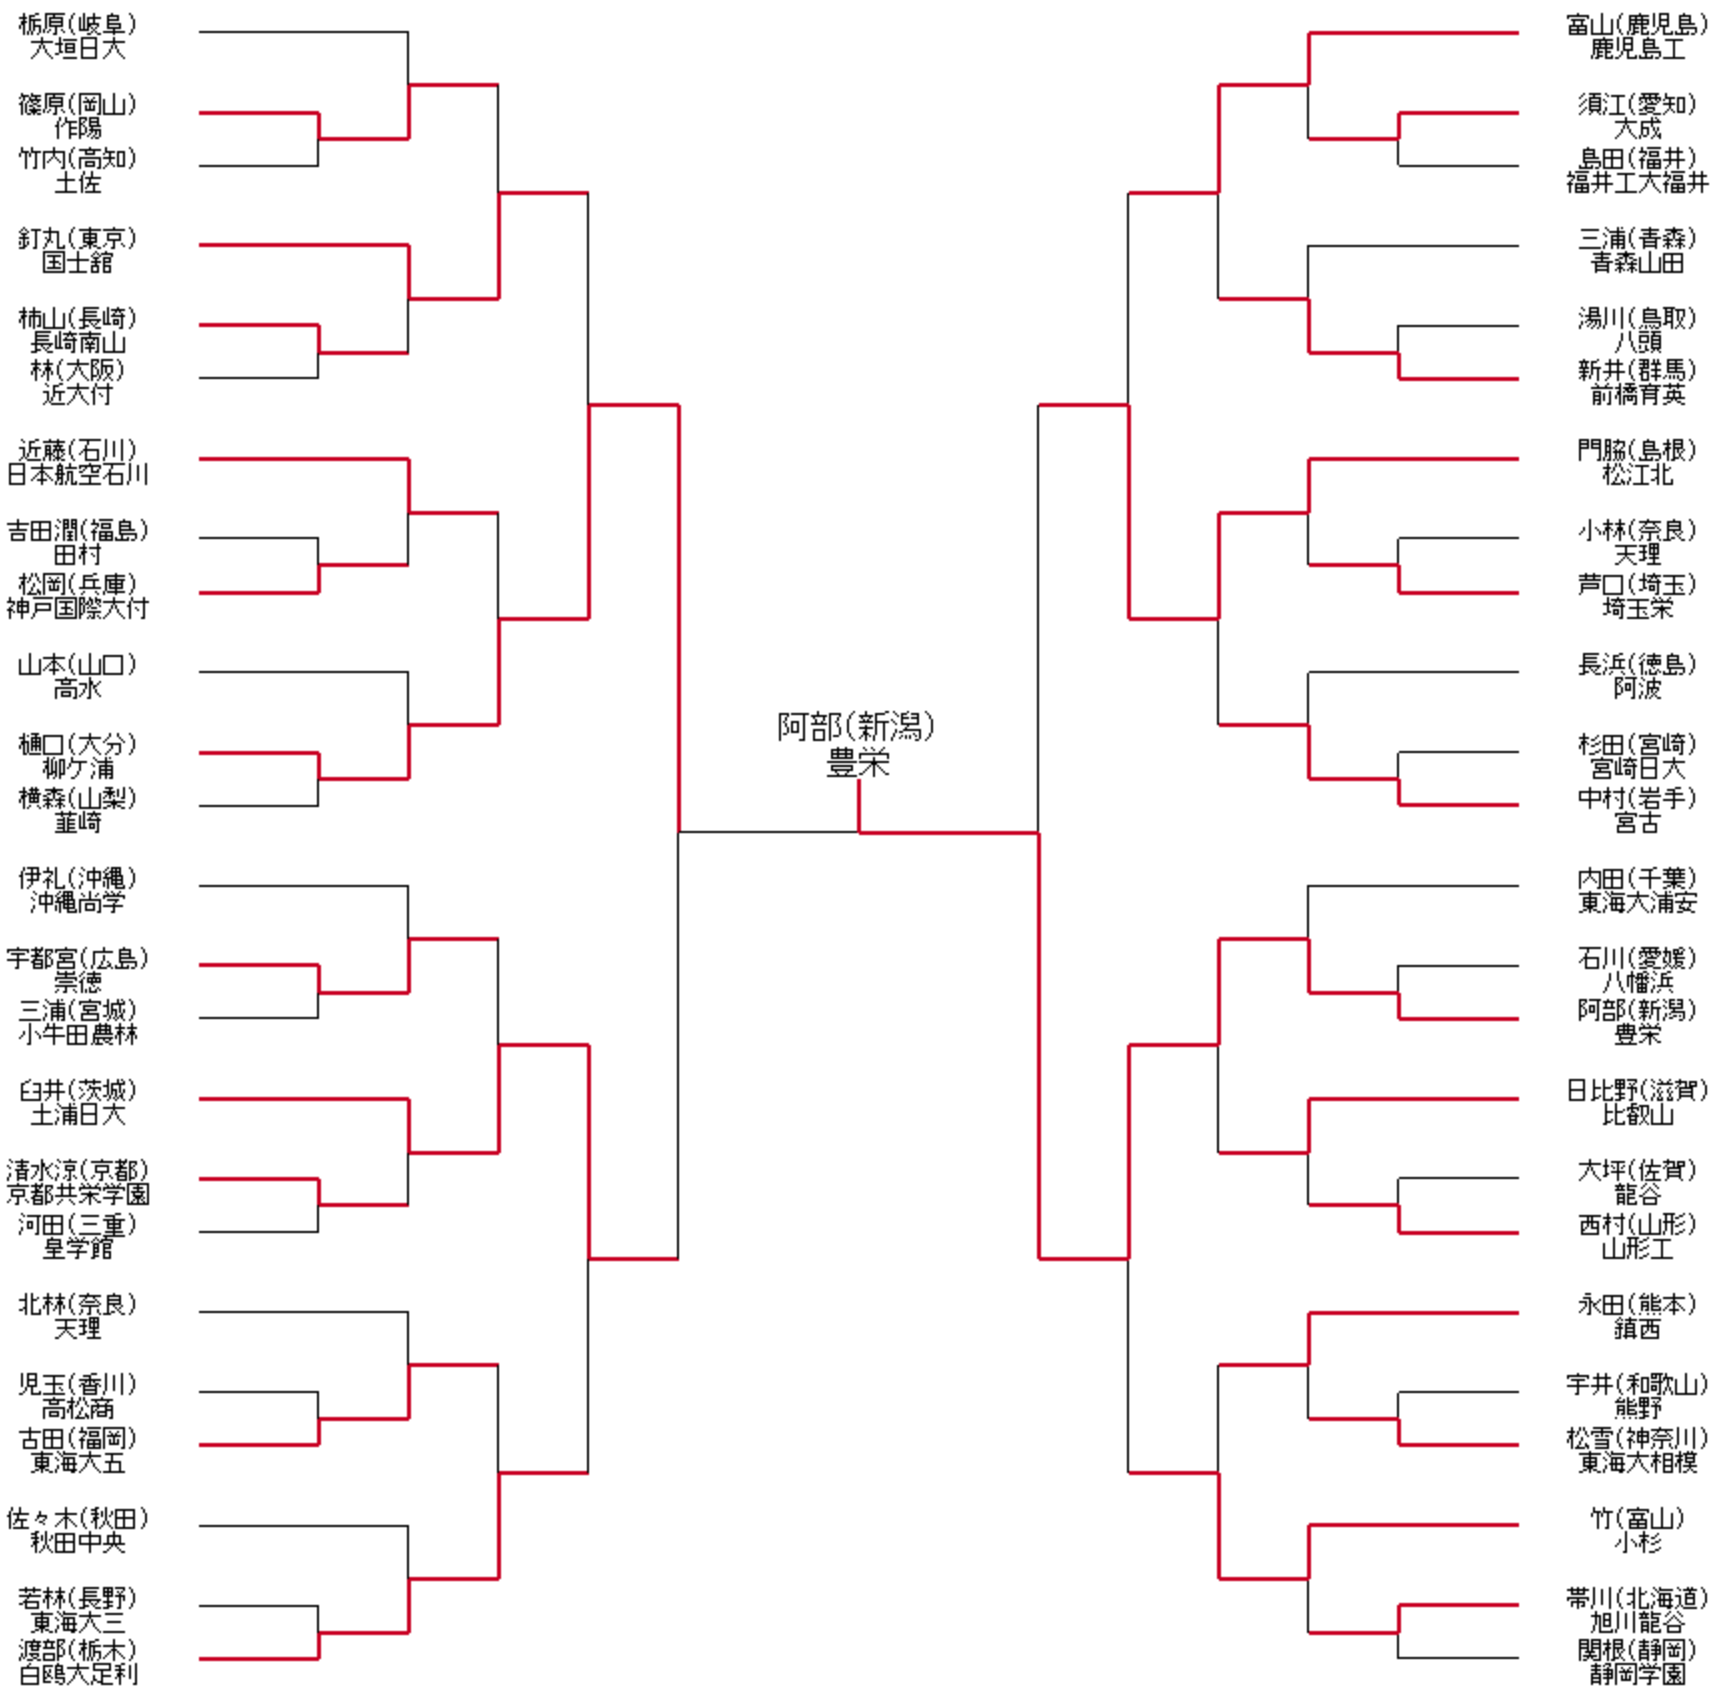 栃原(岐阜)
大垣日大
篠原(岡山)
作陽
竹内(高知)
土佐
釘丸(東京)
国士舘
柿山(長崎)
長崎南山
林(大阪)
近大付
近藤(石川)
日本航空石川
吉田潤(福島)
田村
松岡(兵庫)
神戸国際大付
山本(山口)
高水
樋口(大分)
柳ケ浦
横森(山梨)
韮崎
伊礼(沖縄)
沖縄尚学
宇都宮(広島)
崇徳
三浦(宮城)
小牛田農林
臼井(茨城)
土浦日大
清水涼(京都)
京都共栄学園
河田(三重)
皇学館
北林(奈良)
天理
児玉(香川)
高松商
古田(福岡)
東海大五
佐々木(秋田)
秋田中央
若林(長野)
東海大三
渡部(栃木)
白鴎大足利
阿部(新潟)
豊栄
富山(鹿児島)
鹿児島工
須江(愛知)
大成
島田(福井)
福井工大福井
三浦(青森)
青森山田
湯川(鳥取)
八頭
新井(群馬)
前橋育英
門脇(島根)
松江北
小林(奈良)
天理
芦口(埼玉)
埼玉栄
長浜(徳島)
阿波
杉田(宮崎)
宮崎日大
中村(岩手)
宮古
内田(千葉)
東海大浦安
石川(愛媛)
八幡浜
阿部(新潟)
豊栄
日比野(滋賀)
比叡山
大坪(佐賀)
龍谷
西村(山形)
山形工
永田(熊本)
鎮西
宇井(和歌山)
熊野
松雪(神奈川)
東海大相模
竹(富山)
小杉
帯川(北海道)
旭川龍谷
関根(静岡)
静岡学園